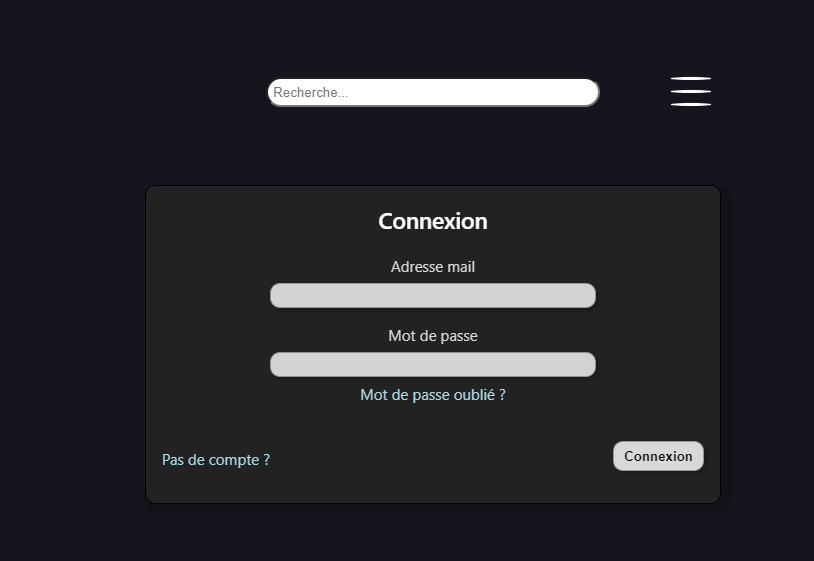 Recherche...
Connexion
Adresse mail
Mot de passe
Mot de passe oublié ?
Pas de compte ?
Connexion